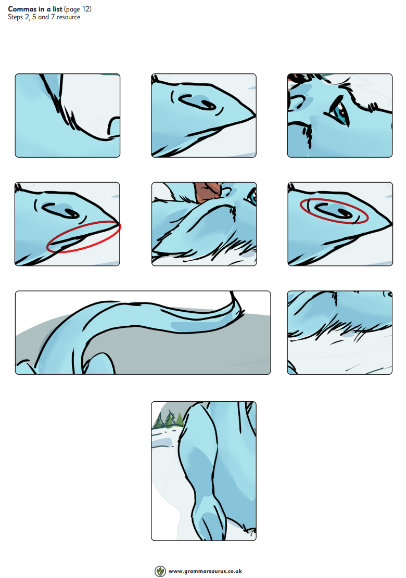 Commas in a list (page 12)
Steps 2, 5 and 7 resource
www.grammarsaurus.co.uk